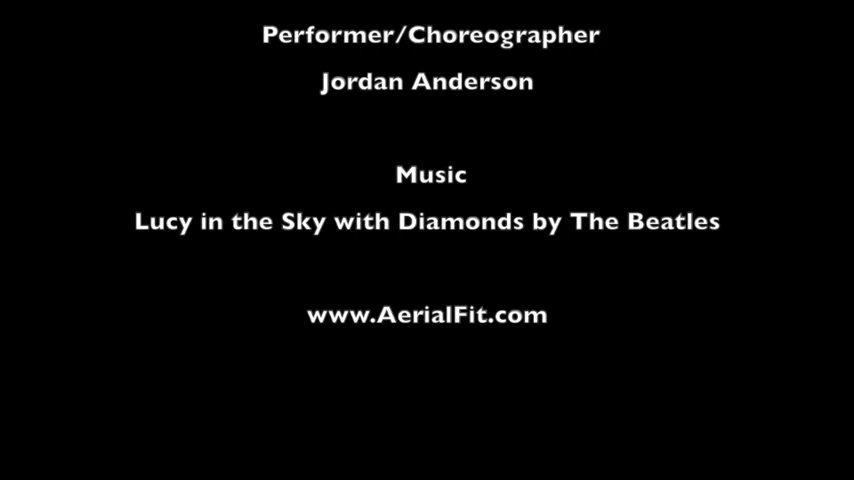 Performer/Choreographer
Jordan Anderson
Music
Lucy in the Sky with Diamonds by The Beatles
www.AerialFit.com